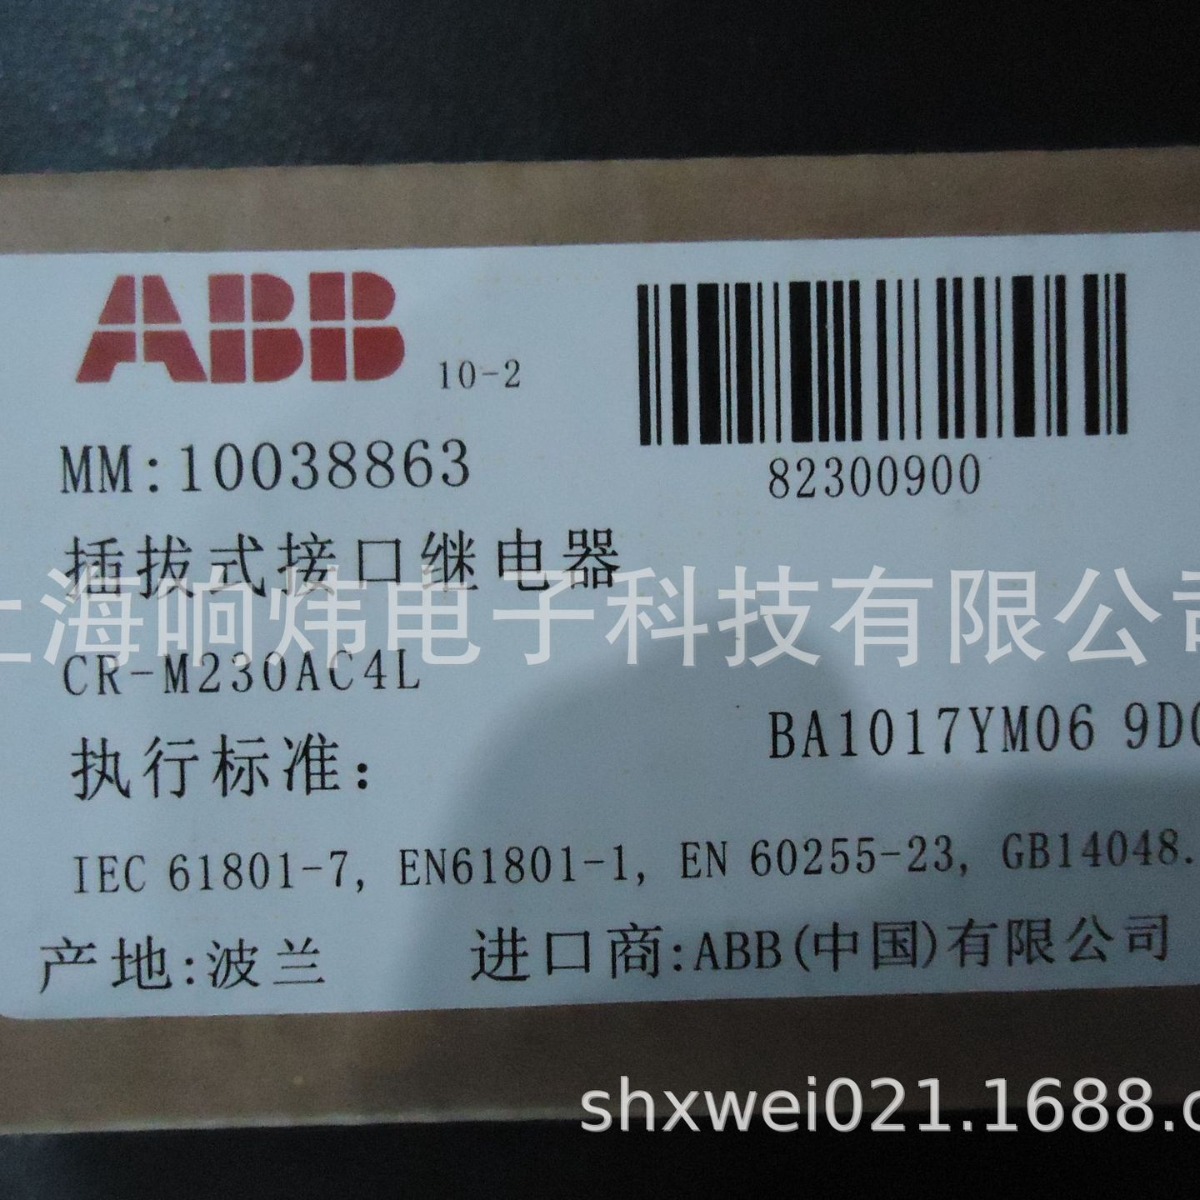 ABB 10-2
82300900
MM:10038863
插拔式接口继电器
上海响炜电子科技有限公司
CR-M230AC4L
BA1017YM06 9D0
执行标准：
IEC 61801-7, EN61801-1, EN 60255-23, GB14048.
产地:波兰 进口商:ABB(中国)有限公司
shxwei021.1688.c